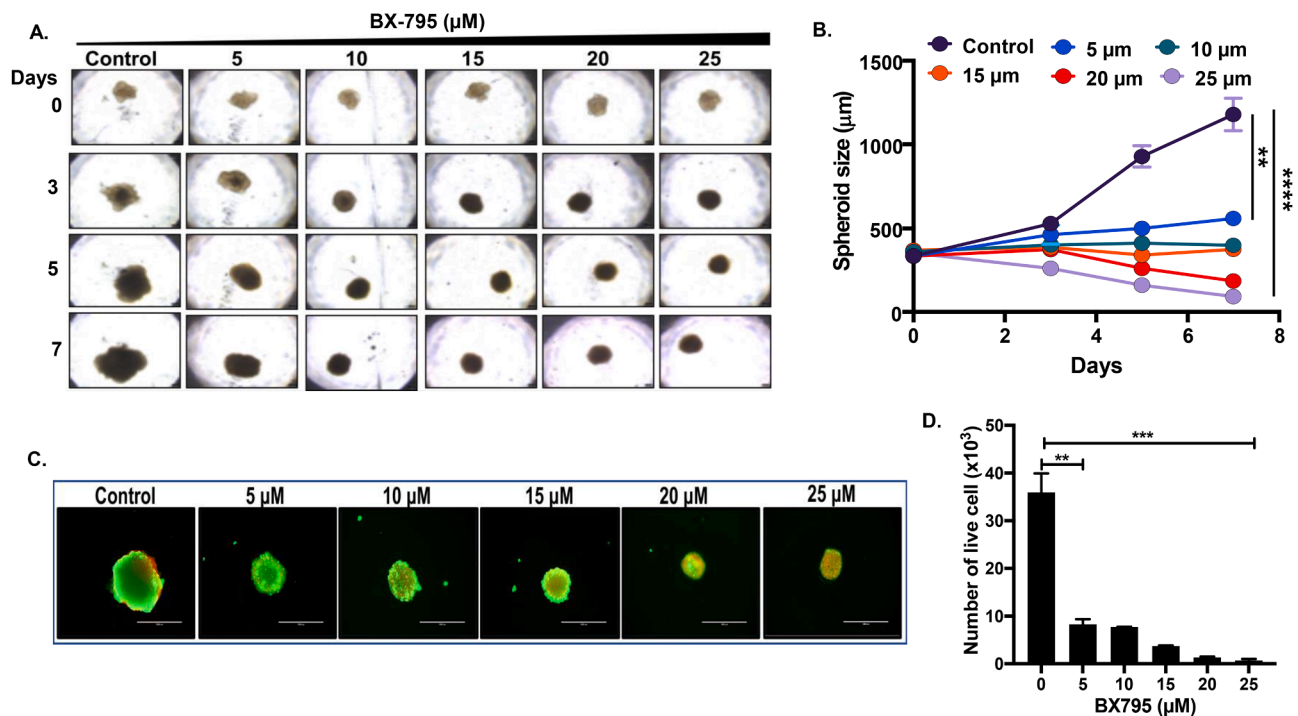 A.
BX-795 (µM)
Control 5 10 15 20 25
Days
0
3
5
7
B.
Control 5 µm 10 µm
15 µm 20 µm 25 µm
1500
1000
500
0
Spheroid size (µm)
0 2 4 6 8
Days
**
****
C.
Control 5 µM 10 µM 15 µM 20 µM 25 µM
D.
50
40
30
20
10
0
Number of live cell (x10³)
**
***
0 5 10 15 20 25
BX795 (µM)